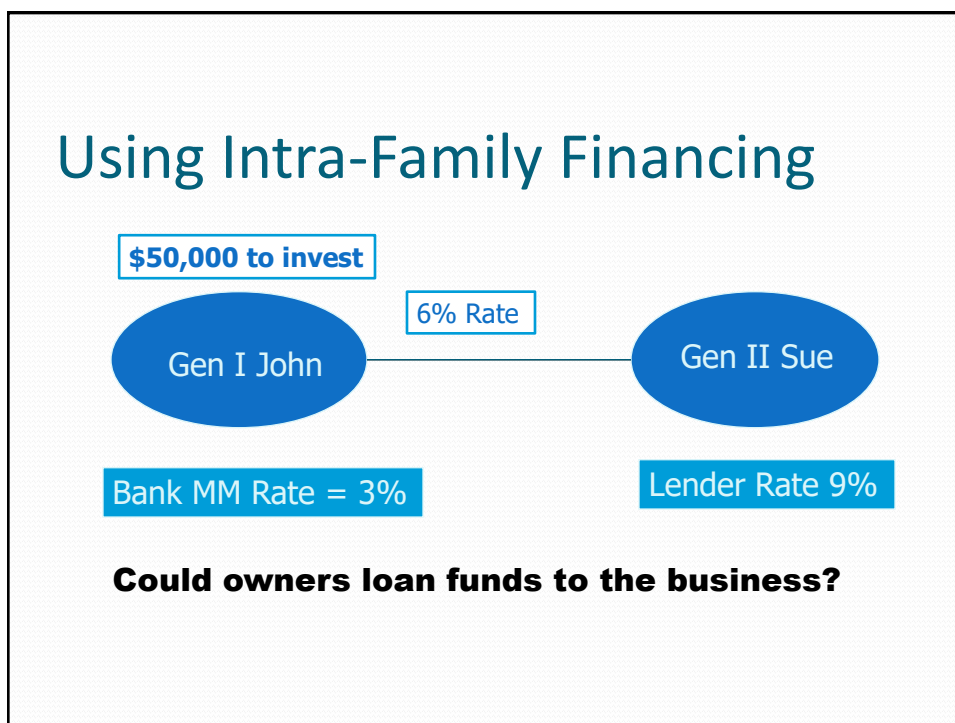 Using Intra-Family Financing
$50,000 to invest
6% Rate
Gen I John
Gen II Sue
Bank MM Rate = 3%
Lender Rate 9%
Could owners loan funds to the business?